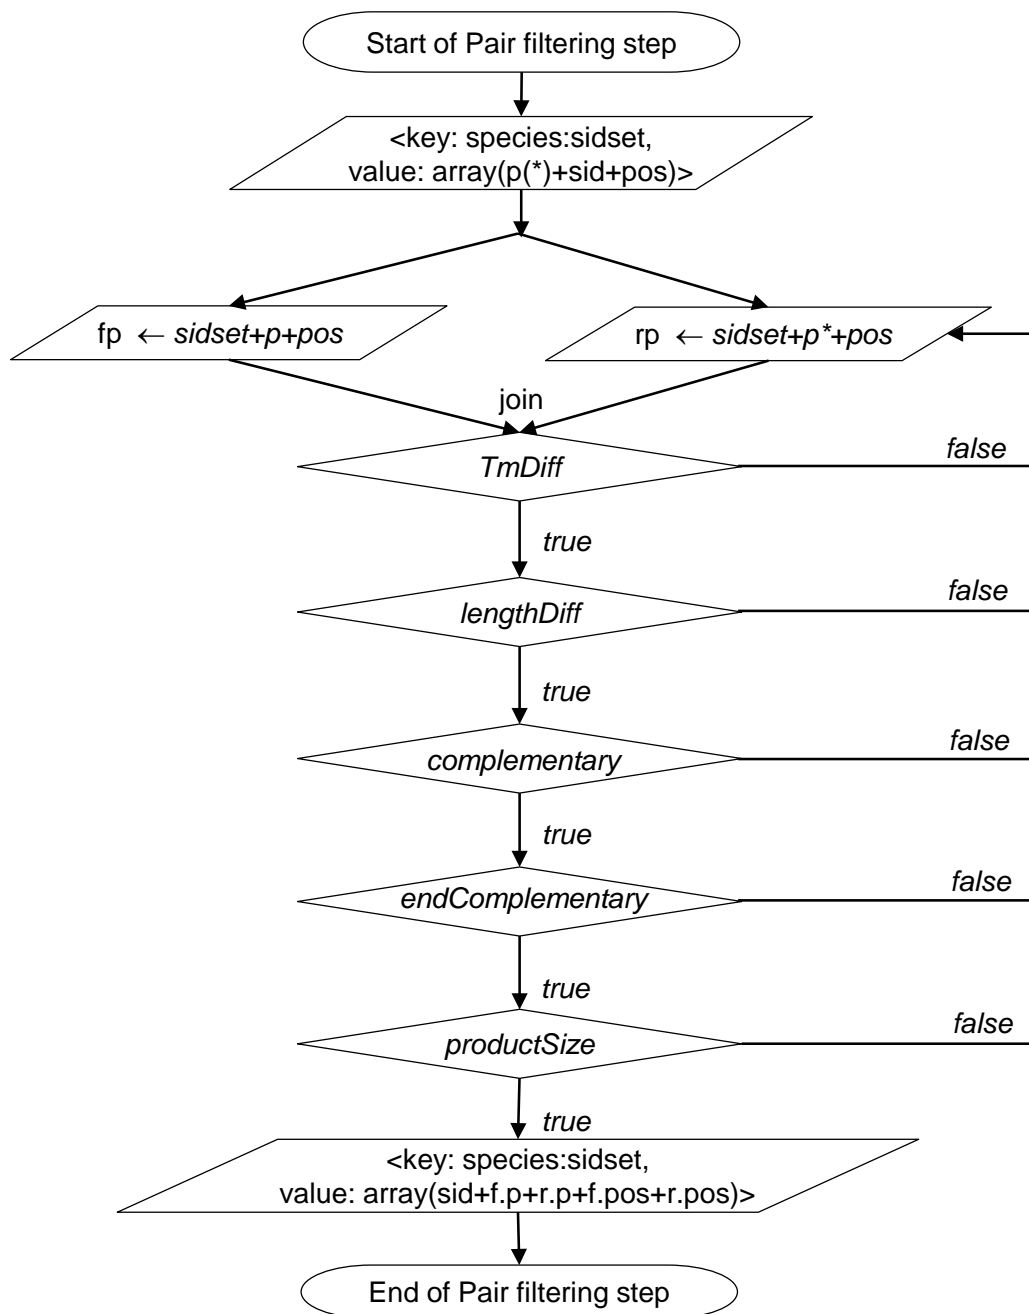 Start of Pair filtering step
<key: species:sidset,
value: array(p(*)+sid+pos)>
fp ← sidset+p+pos
rp ← sidset+p*+pos
join
TmDiff
false
true
lengthDiff
false
true
complementary
false
true
endComplementary
false
true
productSize
false
true
<key: species:sidset,
value: array(sid+f.p+r.p+f.pos+r.pos)>
End of Pair filtering step